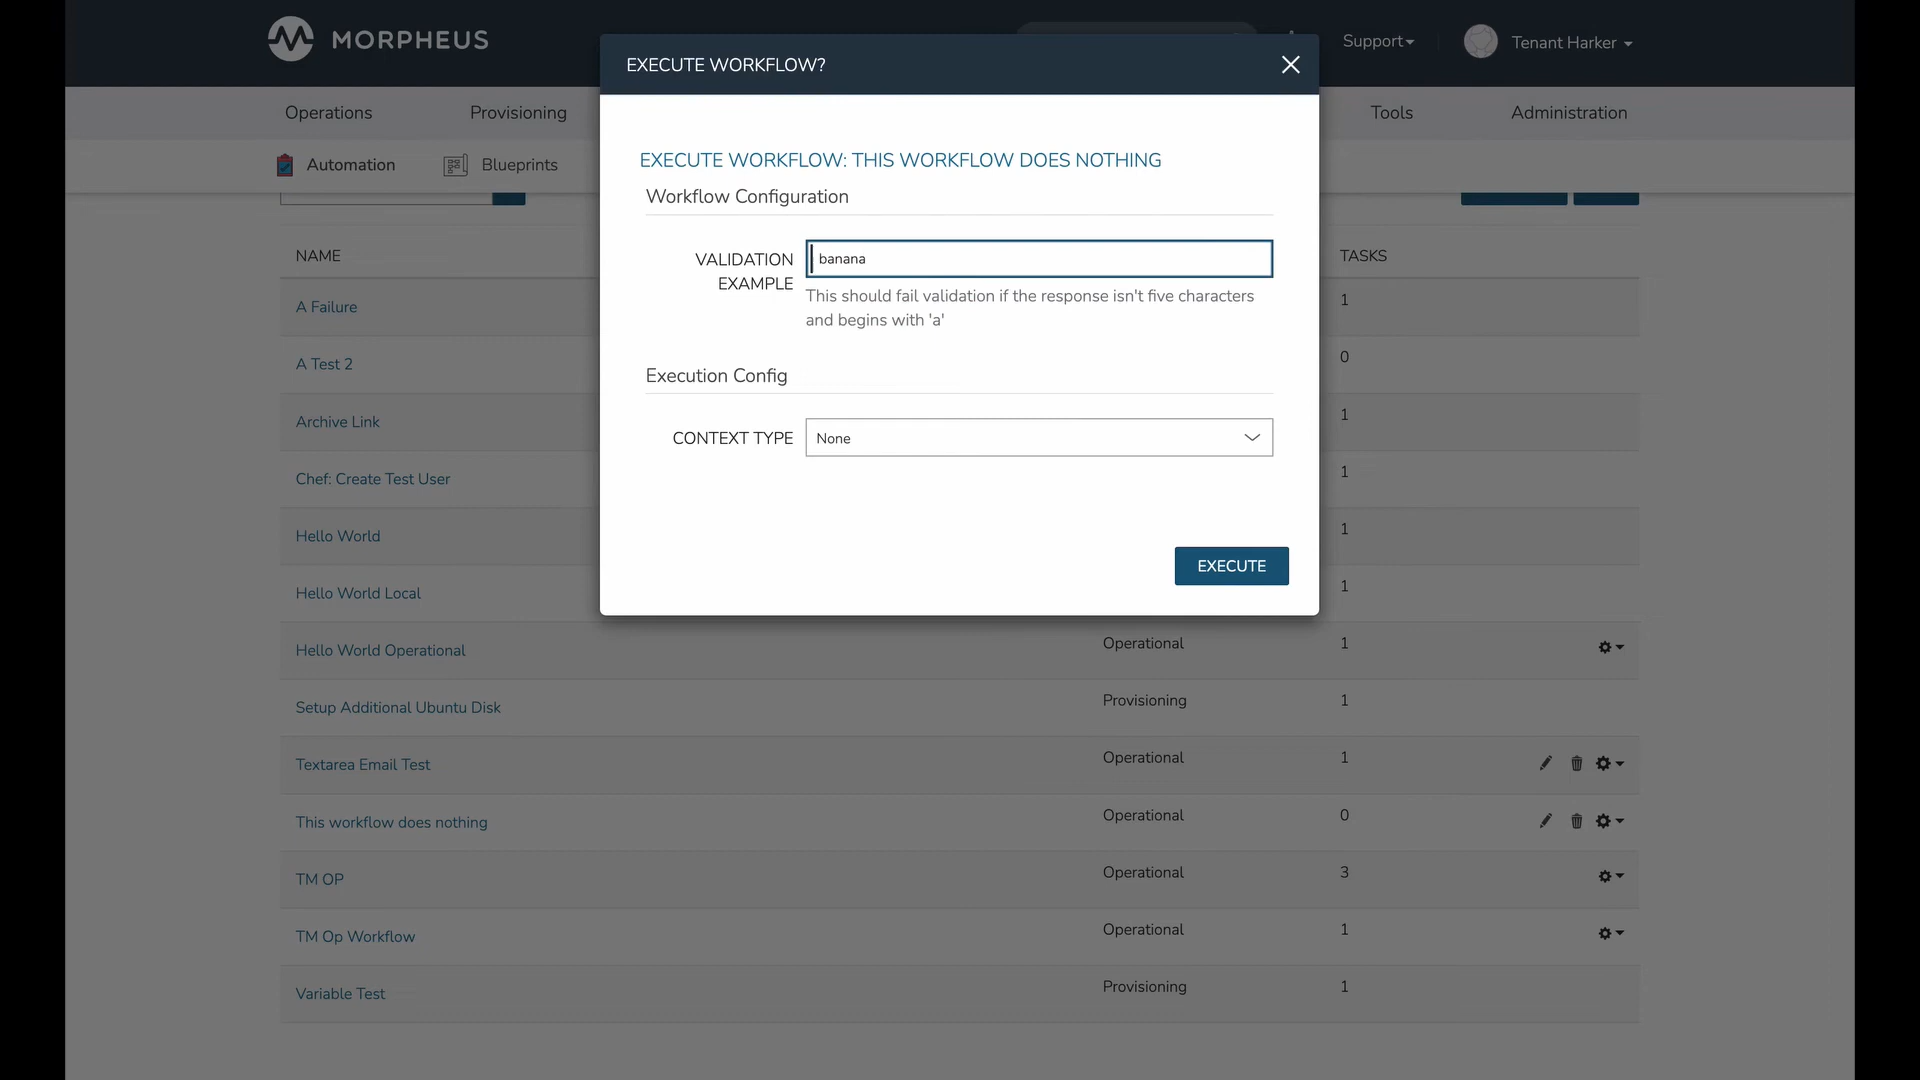 MORPHEUS
Support
Tenant Harker
EXECUTE WORKFLOW?
Operations
Provisioning
Tools
Administration
Automation
Blueprints
EXECUTE WORKFLOW: THIS WORKFLOW DOES NOTHING
Workflow Configuration
VALIDATION
EXAMPLE
banana
This should fail validation if the response isn't five characters
and begins with 'a'
Execution Config
CONTEXT TYPE
None
EXECUTE
NAME
TASKS
A Failure
1
A Test 2
0
Archive Link
1
Chef: Create Test User
1
Hello World
1
Hello World Local
1
Hello World Operational
Operational
1
Setup Additional Ubuntu Disk
Provisioning
1
Textarea Email Test
Operational
1
This workflow does nothing
Operational
0
TM OP
Operational
3
TM Op Workflow
Operational
1
Variable Test
Provisioning
1